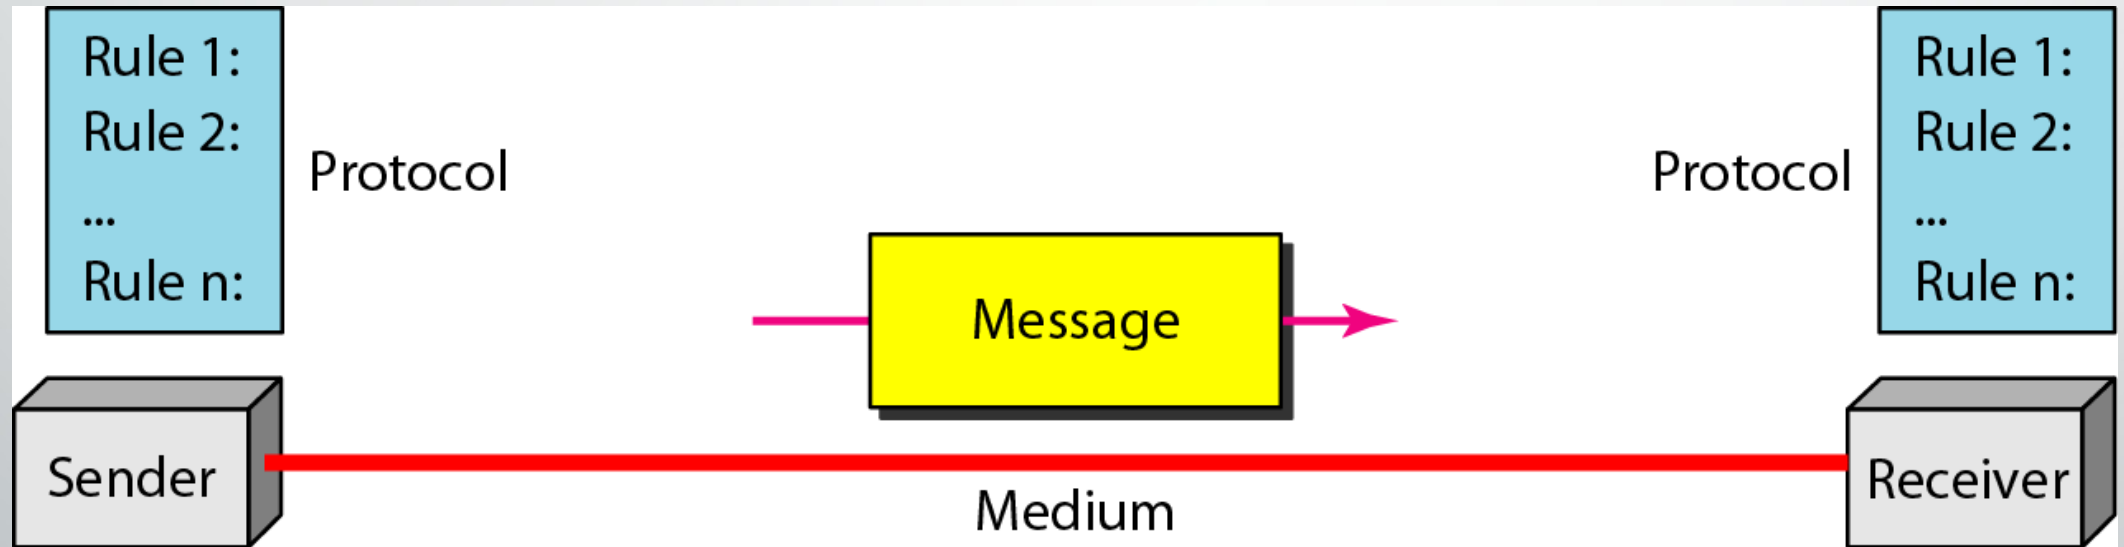 Rule 1:
Rule 2:
...
Rule n:
Protocol
Protocol
Rule 1:
Rule 2:
...
Rule n:
Message
Sender
Medium
Receiver